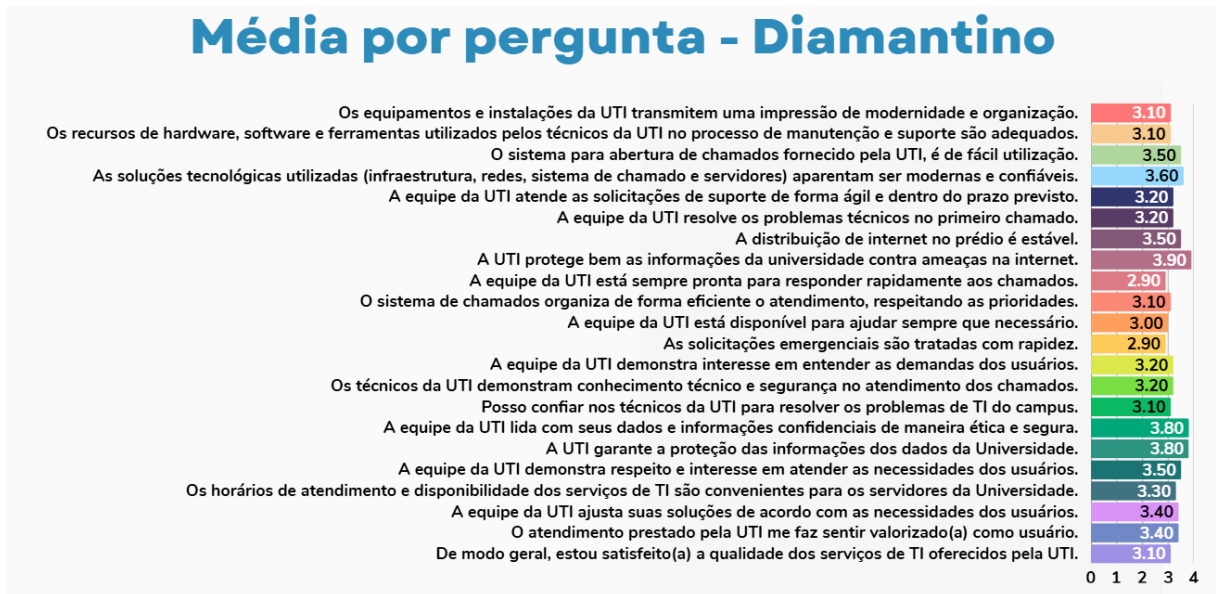 Média por pergunta - Diamantino
Os equipamentos e instalações da UTI transmitem uma impressão de modernidade e organização. 3.10
Os recursos de hardware, software e ferramentas utilizados pelos técnicos da UTI no processo de manutenção e suporte são adequados. 3.10
O sistema para abertura de chamados fornecido pela UTI, é de fácil utilização. 3.50
As soluções tecnológicas utilizadas (infraestrutura, redes, sistema de chamado e servidores) aparentam ser modernas e confiáveis. 3.60
A equipe da UTI atende as solicitações de suporte de forma ágil e dentro do prazo previsto. 3.20
A equipe da UTI resolve os problemas técnicos no primeiro chamado. 3.20
A distribuição de internet no prédio é estável. 3.50
A UTI protege bem as informações da universidade contra ameaças na internet. 3.90
A equipe da UTI está sempre pronta para responder rapidamente aos chamados. 2.90
O sistema de chamados organiza de forma eficiente o atendimento, respeitando as prioridades. 3.10
A equipe da UTI está disponível para ajudar sempre que necessário. 3.00
As solicitações emergenciais são tratadas com rapidez. 2.90
A equipe da UTI demonstra interesse em entender as demandas dos usuários. 3.20
Os técnicos da UTI demonstram conhecimento técnico e segurança no atendimento dos chamados. 3.20
Posso confiar nos técnicos da UTI para resolver os problemas de TI do campus. 3.10
A equipe da UTI lida com seus dados e informações confidenciais de maneira ética e segura. 3.80
A UTI garante a proteção das informações dos dados da Universidade. 3.80
A equipe da UTI demonstra respeito e interesse em atender as necessidades dos usuários. 3.50
Os horários de atendimento e disponibilidade dos serviços de TI são convenientes para os servidores da Universidade. 3.30
A equipe da UTI ajusta suas soluções de acordo com as necessidades dos usuários. 3.40
O atendimento prestado pela UTI me faz sentir valorizado(a) como usuário. 3.40
De modo geral, estou satisfeito(a) a qualidade dos serviços de TI oferecidos pela UTI. 3.10
0 1 2 3 4